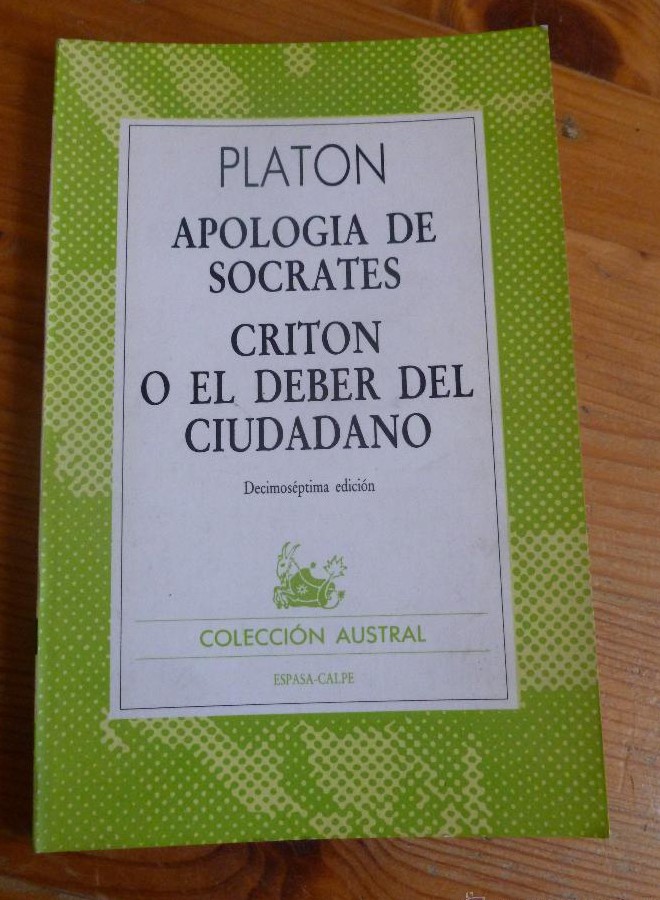 PLATON
APOLOGIA DE
SOCRATES
CRITON
O EL DEBER DEL
CIUDADANO
Decimoséptima edición
COLECCIÓN AUSTRAL
ESPASA-CALPE